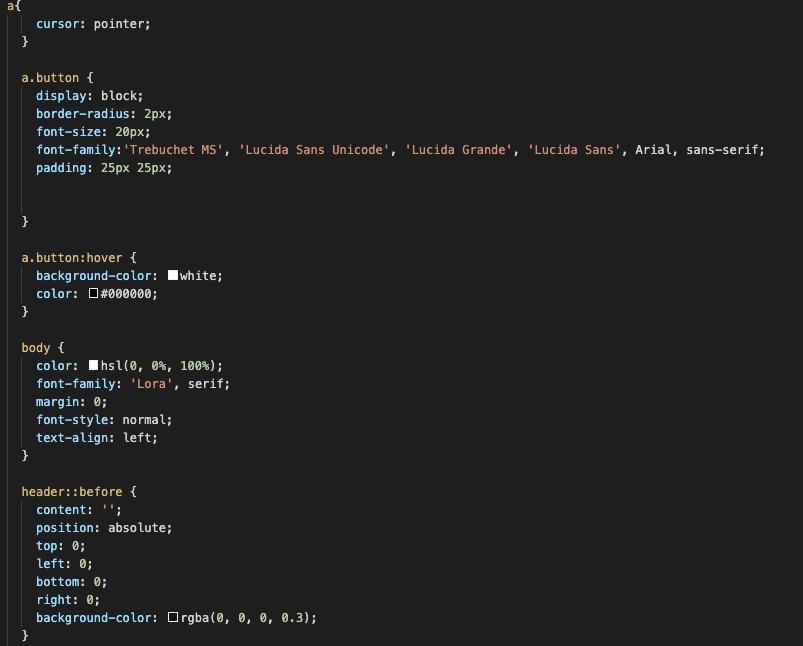 a{
cursor: pointer;
}
a.button {
display: block;
border-radius: 2px;
font-size: 20px;
font-family:'Trebuchet MS', 'Lucida Sans Unicode', 'Lucida Grande', 'Lucida Sans', Arial, sans-serif;
padding: 25px 25px;
}
a.button:hover {
background-color: white;
color: #000000;
}
body {
color: hsl(0, 0%, 100%);
font-family: 'Lora', serif;
margin: 0;
font-style: normal;
text-align: left;
}
header::before {
content: '';
position: absolute;
top: 0;
left: 0;
bottom: 0;
right: 0;
background-color: rgba(0, 0, 0, 0.3);
}